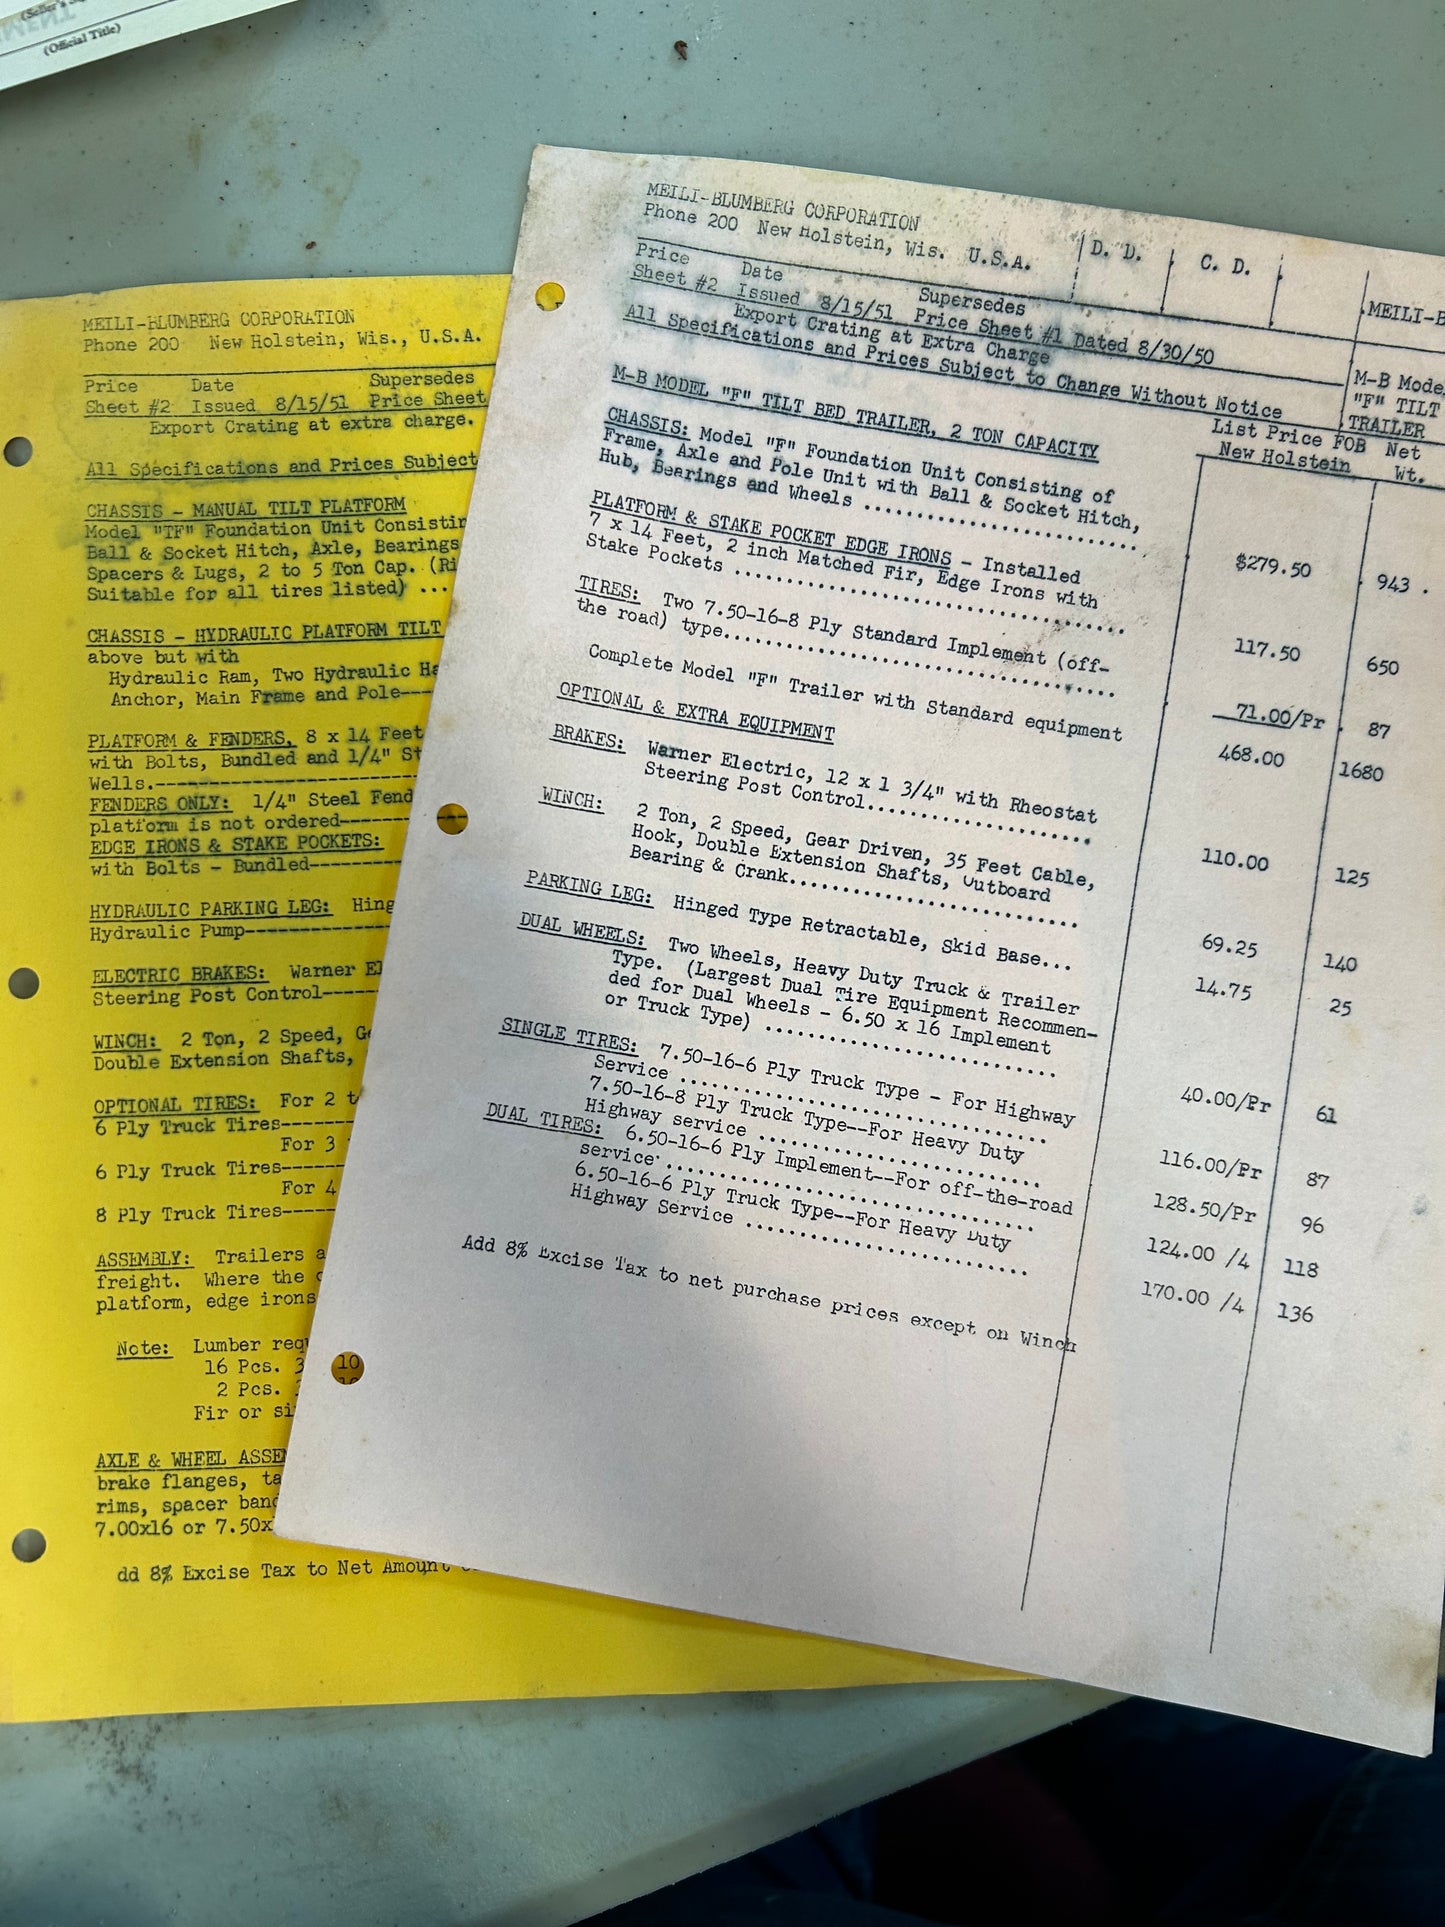 (Seller's
(Official Title)
MEILI-BLUMBERG CORPORATION
Phone 200 New Holstein, Wis., U.S.A.
Price Date Supersedes
Sheet #2 Issued 8/15/51 Price Sheet
Export Crating at extra charge.
All Specifications and Prices Subject
CHASSIS - MANUAL TILT PLATFORM
Model "TF" Foundation Unit
Ball & Socket Hitch, Axle, Bearings
Spacers & Lugs, 2 to 5 Ton Cap.
Suitable for all tires listed) ...
CHASSIS - HYDRAULIC PLATFORM TILT
above but with
Hydraulic Ram, Two Hydraulic
Anchor, Main Frame and Pole---
PLATFORM & FENDERS, 8 x 14 Feet
with Bolts, Bundled and 1/4"
Wells.--------------------
FENDERS ONLY: 1/4" Steel
platform is not ordered---------
EDGE IRONS & STAKE POCKETS:
with Bolts - Bundled---------
HYDRAULIC PARKING LEG:
Hydraulic Pump--------------
ELECTRIC BRAKES: Warner
Steering Post Control-----
WINCH: 2 Ton, 2 Speed,
Double Extension Shafts,
OPTIONAL TIRES: For 2
6 Ply Truck Tires------
For 3
6 Ply Truck Tires------
For 4
8 Ply Truck Tires-----
ASSEMBLY: Trailers
freight. Where the
platform, edge irons
Note: Lumber
16 Pcs. 3
2 Pcs.
Fir or
AXLE & WHEEL
brake flanges,
rims, spacer
7.00x16 or
dd 8% Excise Tax to Net Amount
MEILI-BLUMBERG CORPORATION
Phone 200 New Holstein, Wis. U.S.A. D. D. C. D.
Price Date Supersedes MEILI-B
Sheet #2 Issued 8/15/51 Price Sheet #1 Dated 8/30/50
Export Crating at Extra Charge
All Specifications and Prices Subject to Change Without Notice
M-B Mode
"F" TILT
TRAILER
M-B MODEL "F" TILT BED TRAILER, 2 TON CAPACITY List Price FOB Net
New Holstein Wt.
CHASSIS: Model "F" Foundation Unit Consisting of
Frame, Axle and Pole Unit with Ball & Socket Hitch,
Hub, Bearings and Wheels ........................ $279.50 943
PLATFORM & STAKE POCKET EDGE IRONS - Installed
7 x 14 Feet, 2 inch Matched Fir, Edge Irons with
Stake Pockets .................................. 117.50 650
TIRES: Two 7.50-16-8 Ply Standard Implement (off-
the road) type.................................. 71.00/Pr 87
Complete Model "F" Trailer with Standard equipment 468.00 1680
OPTIONAL & EXTRA EQUIPMENT
BRAKES: Warner Electric, 12 x 1 3/4" with Rheostat
Steering Post Control.................... 110.00 125
WINCH: 2 Ton, 2 Speed, Gear Driven, 35 Feet Cable,
Hook, Double Extension Shafts, Outboard
Bearing & Crank......................... 69.25 140
PARKING LEG: Hinged Type Retractable, Skid Base... 14.75 25
DUAL WHEELS: Two Wheels, Heavy Duty Truck & Trailer
Type. (Largest Dual Tire Equipment Recommen-
ded for Dual Wheels - 6.50 x 16 Implement
or Truck Type) ......................... 40.00/Pr 61
SINGLE TIRES: 7.50-16-6 Ply Truck Type - For Highway
Service ............................... 116.00/Pr 87
7.50-16-8 Ply Truck Type--For Heavy Duty
Highway service ....................... 128.50/Pr 96
DUAL TIRES: 6.50-16-6 Ply Implement--For off-the-road
service ............................... 124.00 /4 118
6.50-16-6 Ply Truck Type--For Heavy Duty
Highway Service ....................... 170.00 /4 136
Add 8% Excise Tax to net purchase prices except on Winch
10